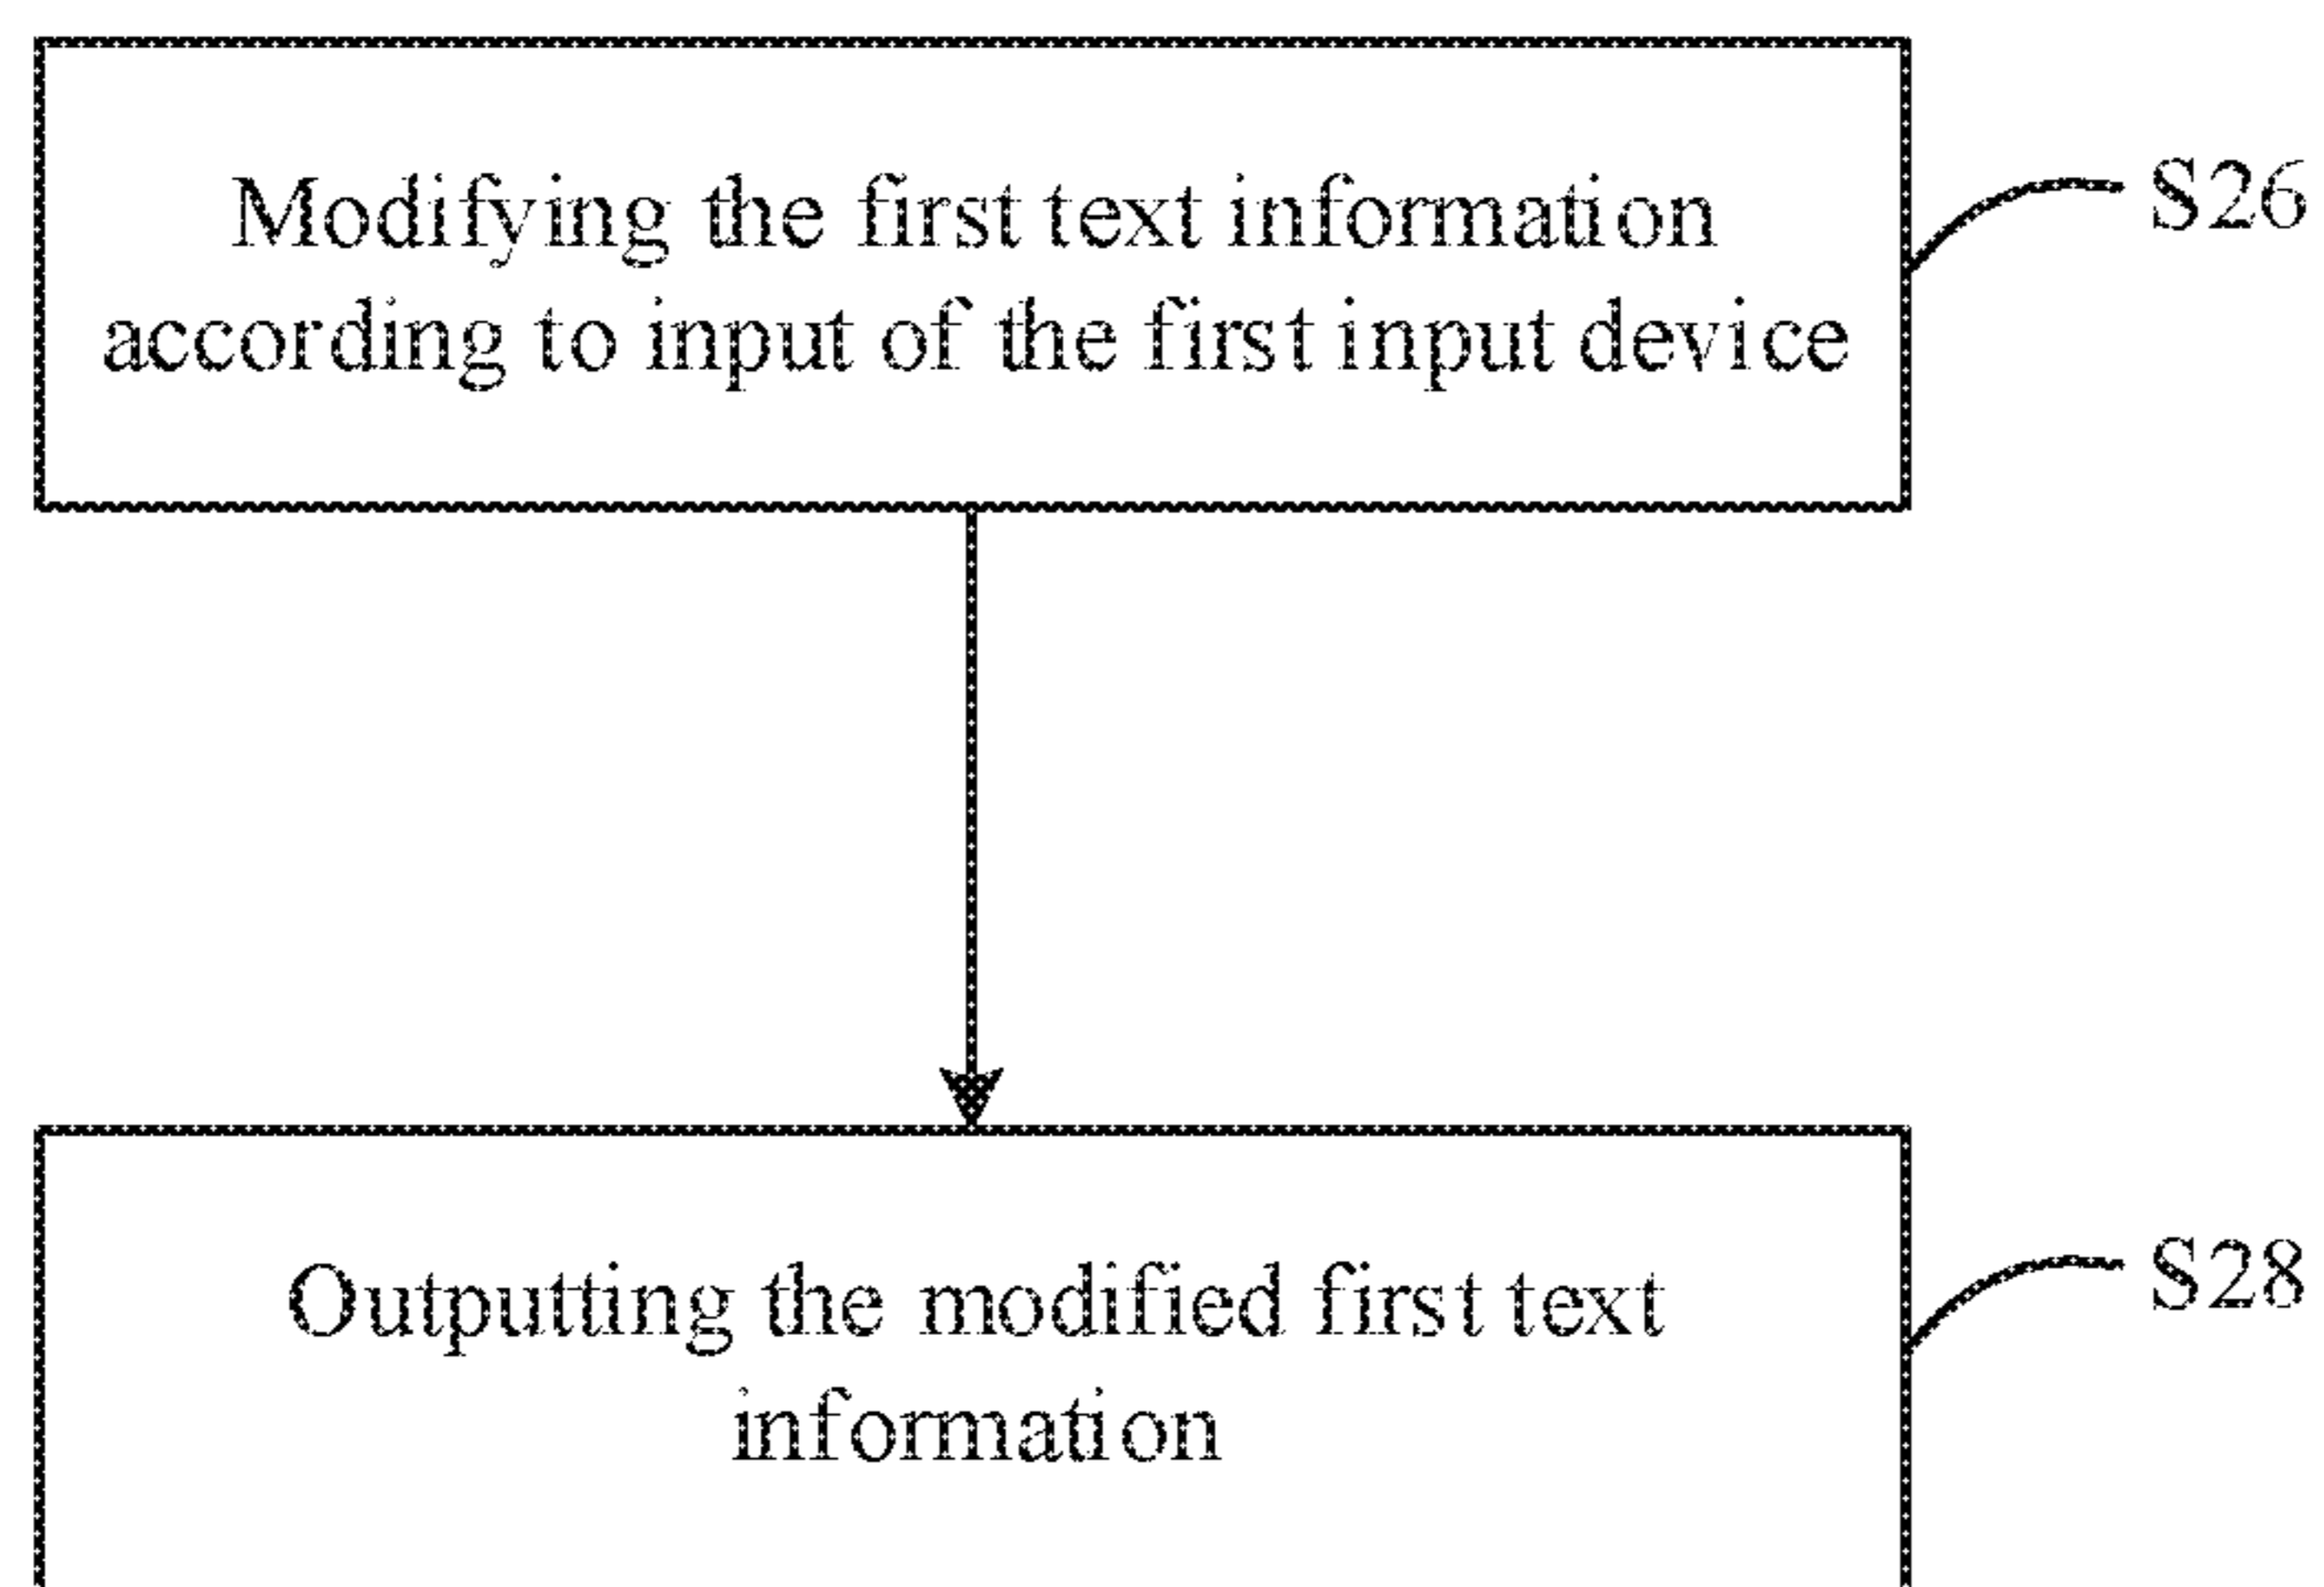 Modifying the first text information
according to input of the first input device
S26
Outputting the modified first text
information
S28